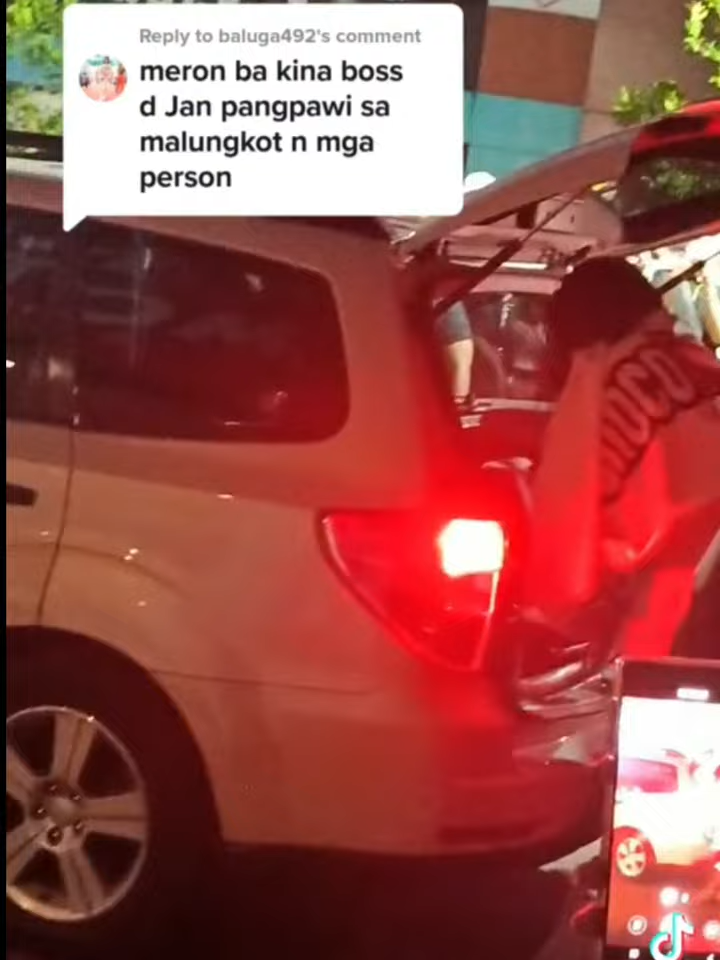 Reply to baluga492's comment
meron ba kina boss
d Jan pangpawi sa
malungkot n mga
person